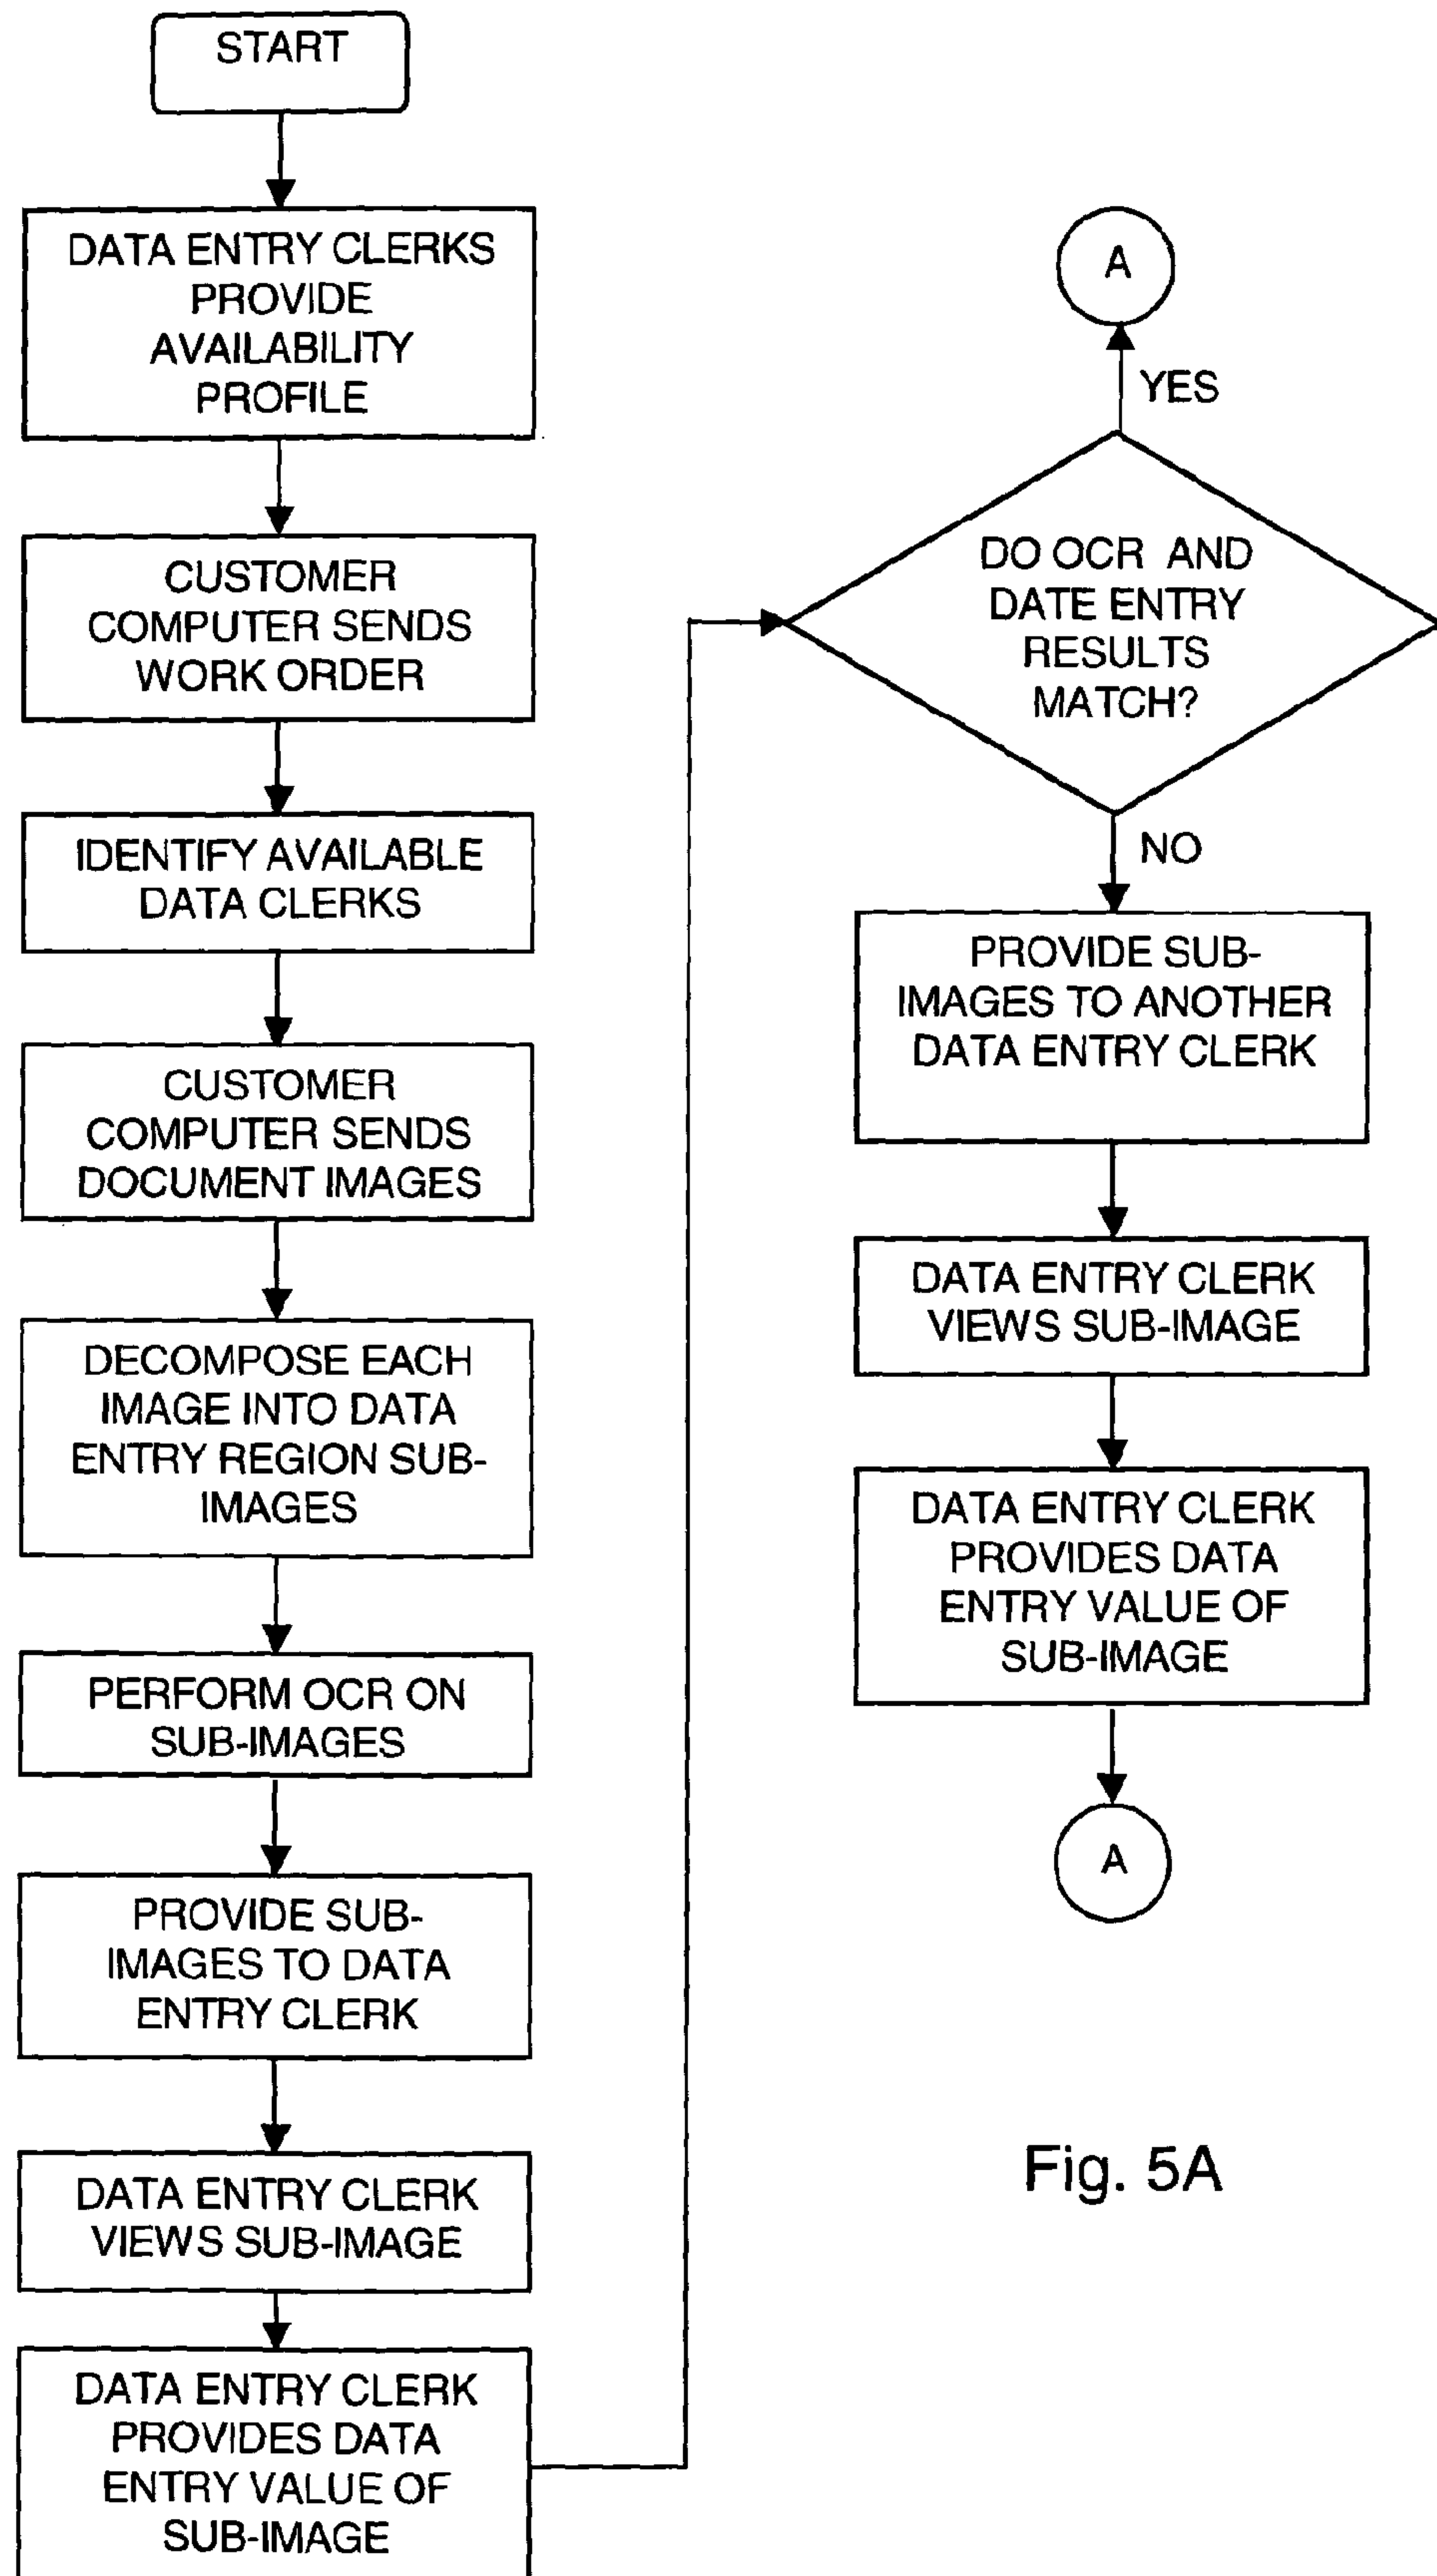 START
DATA ENTRY CLERKS
PROVIDE
AVAILABILITY
PROFILE
CUSTOMER
COMPUTER SENDS
WORK ORDER
IDENTIFY AVAILABLE
DATA CLERKS
CUSTOMER
COMPUTER SENDS
DOCUMENT IMAGES
DECOMPOSE EACH
IMAGE INTO DATA
ENTRY REGION SUB-
IMAGES
PERFORM OCR ON
SUB-IMAGES
PROVIDE SUB-
IMAGES TO DATA
ENTRY CLERK
DATA ENTRY CLERK
VIEWS SUB-IMAGE
DATA ENTRY CLERK
PROVIDES DATA
ENTRY VALUE OF
SUB-IMAGE
A
YES
DO OCR AND
DATE ENTRY
RESULTS
MATCH?
NO
PROVIDE SUB-
IMAGES TO ANOTHER
DATA ENTRY CLERK
DATA ENTRY CLERK
VIEWS SUB-IMAGE
DATA ENTRY CLERK
PROVIDES DATA
ENTRY VALUE OF
SUB-IMAGE
A
Fig. 5A